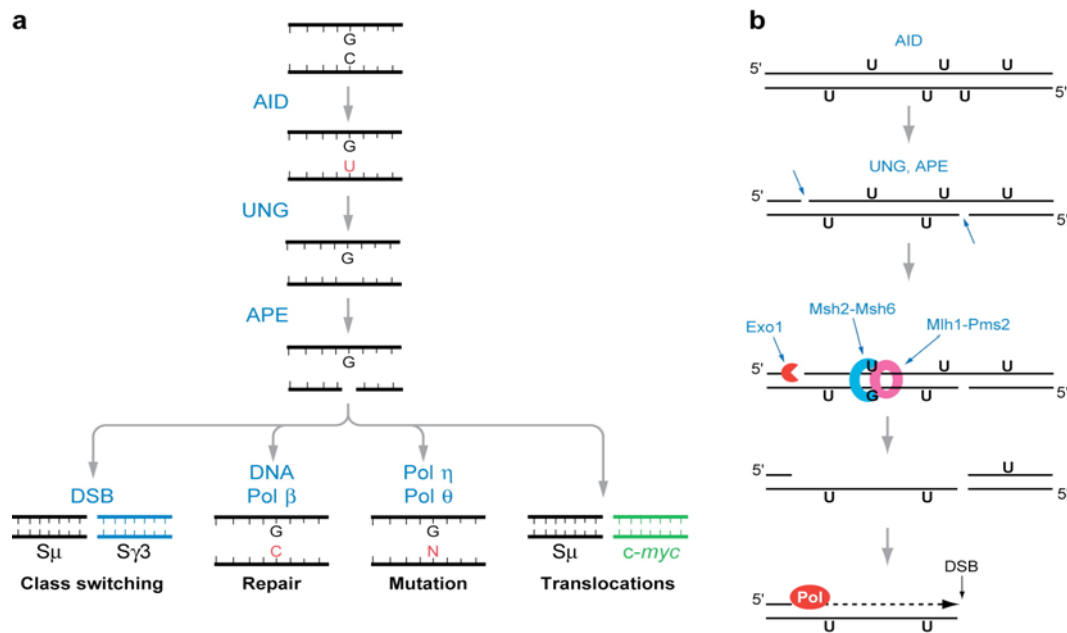 a
G
C
AID
G
U
UNG
G
APE
G
DSB
DNA
Pol β
Pol η
Pol θ
Sμ Sγ3
G
C
G
N
Sμ c-myc
Class switching
Repair
Mutation
Translocations
b
AID
U U U
5'
5'
U U U
UNG, APE
U U U
5'
5'
U U
Msh2-Msh6
Exo1
Mlh1-Pms2
U U U
5'
5'
U G U
U
5'
5'
U U
DSB
5' Pol
U U